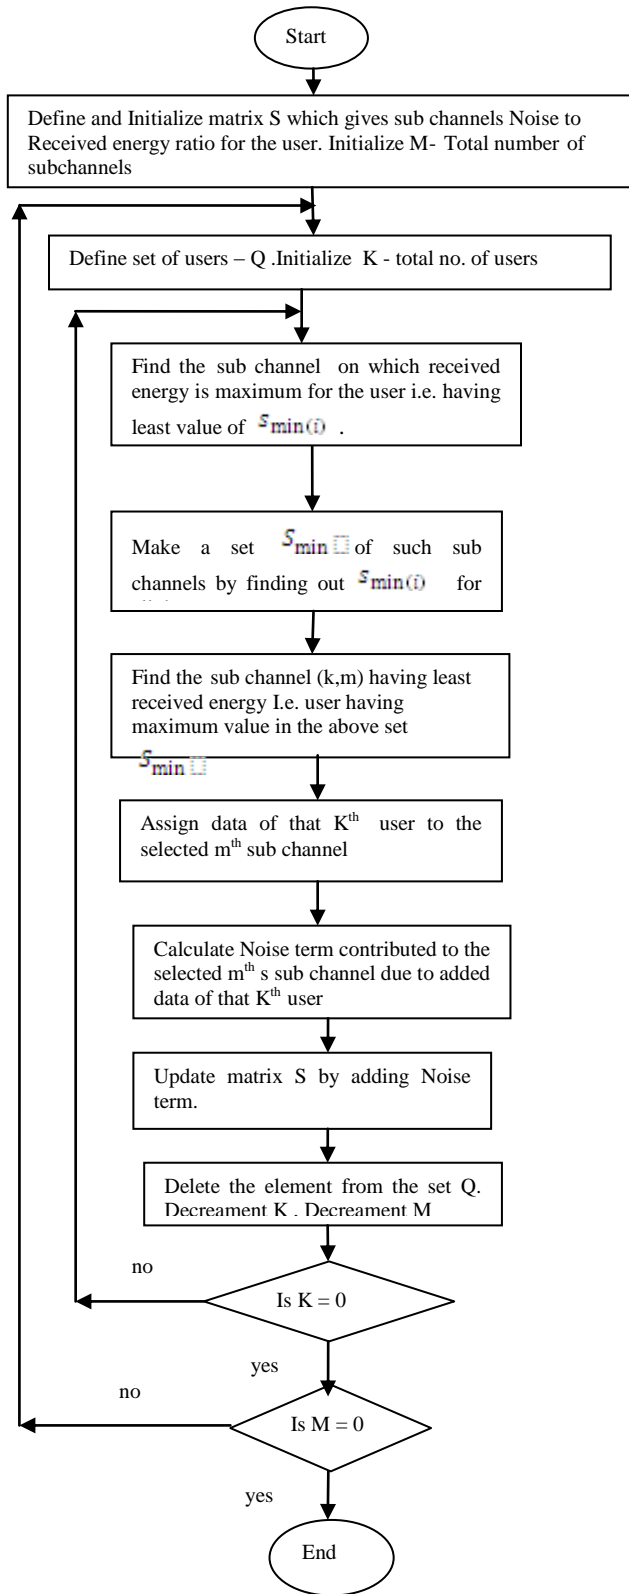 Start
Define and Initialize matrix S which gives sub channels Noise to
Received energy ratio for the user. Initialize M- Total number of
subchannels
Define set of users – Q .Initialize K - total no. of users
Find the sub channel on which received
energy is maximum for the user i.e. having
least value of s min(i) .
Make a set S min of such sub
channels by finding out s min(i) for
Find the sub channel (k,m) having least
received energy I.e. user having
maximum value in the above set
S min
Assign data of that Kth user to the
selected mth sub channel
Calculate Noise term contributed to the
selected mth s sub channel due to added
data of that Kth user
Update matrix S by adding Noise
term.
Delete the element from the set Q.
Decreament K . Decreament M
no
Is K = 0
yes
no
Is M = 0
yes
End